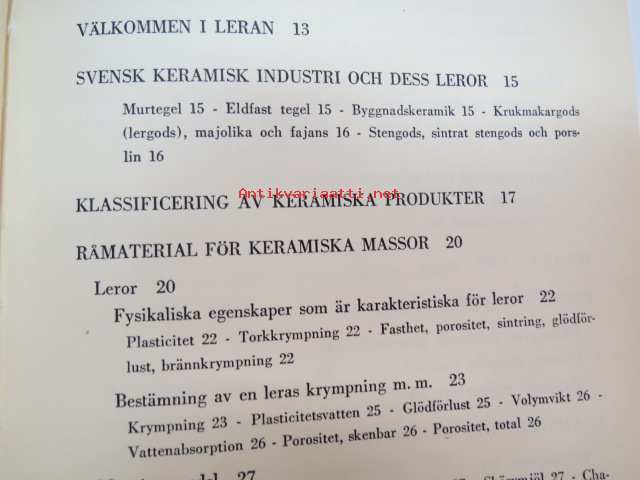 VÄLKOMMEN I LERAN 13
SVENSK KERAMISK INDUSTRI OCH DESS LEROR 15
Murtegel 15 - Eldfast tegel 15 - Byggnadskeramik 15 - Krukmakargods
(lergods), majolika och fajans 16 - Stengods, sintrat stengods och pors-
lin 16
Antikvariaatti.net
KLASSIFICERING AV KERAMISKA PRODUKTER 17
RÅMATERIAL FÖR KERAMISKA MASSOR 20
Leror 20
Fysikaliska egenskaper som är karakteristiska för leror 22
Plasticitet 22 - Torkkrympning 22 - Fasthet, porositet, sintring, glödför-
lust, brännkrympning 22
Bestämning av en leras krympning m. m. 23
Krympning 23 - Plasticitetsvatten 25 - Glödförlust 25 - Volymvikt 26 -
Vattenabsorption 26 - Porositet, skenbar 26 - Porositet, total 26
27
27 - Cha-